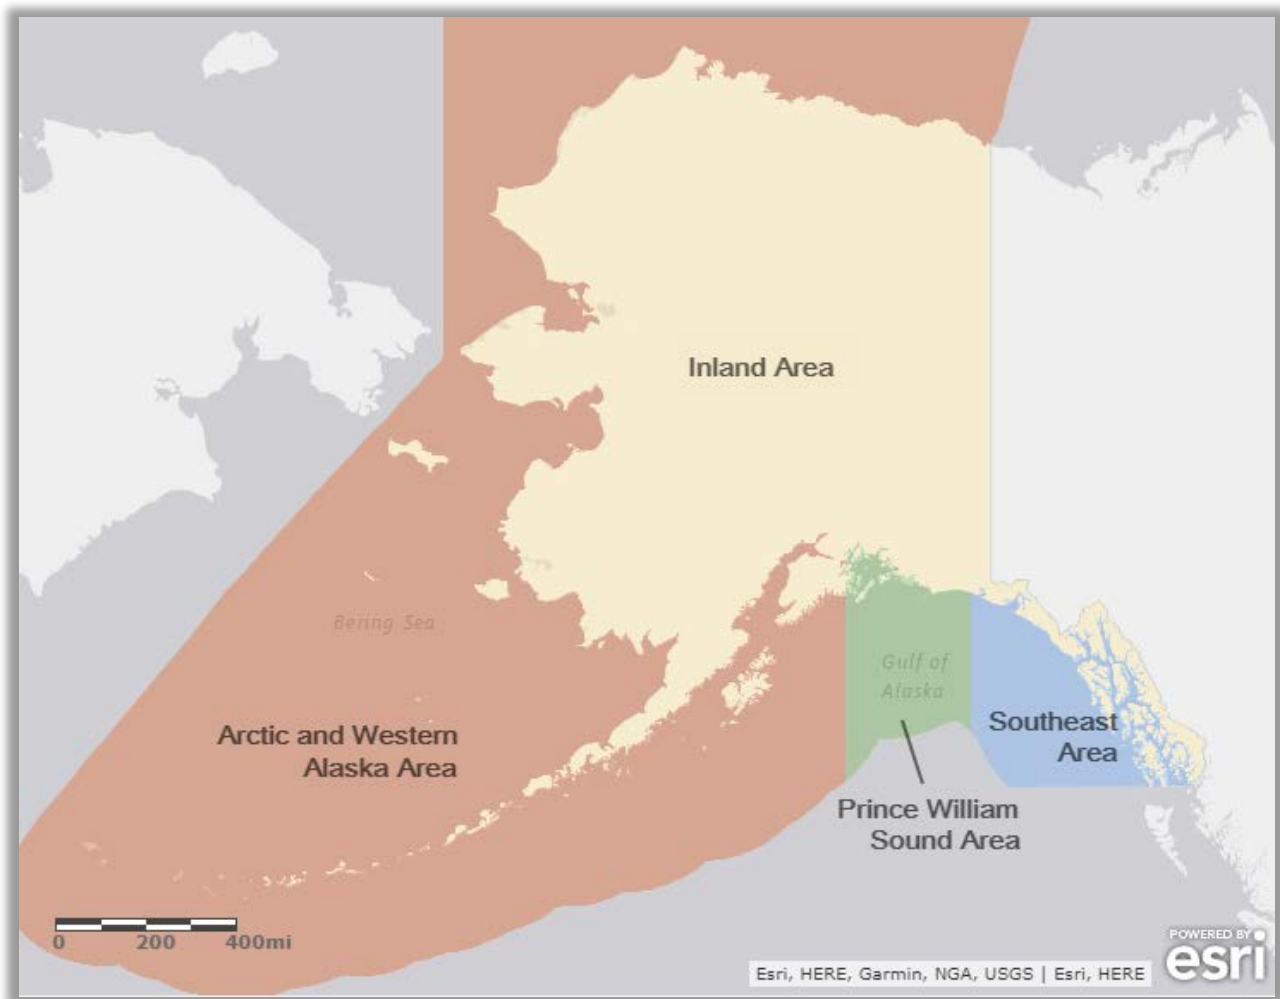 Inland Area
Bering Sea
Gulf of
Alaska
Arctic and Western
Alaska Area
Southeast
Area
Prince William
Sound Area
0 200 400mi
POWERED BY
esri
Esri, HERE, Garmin, NGA, USGS | Esri, HERE